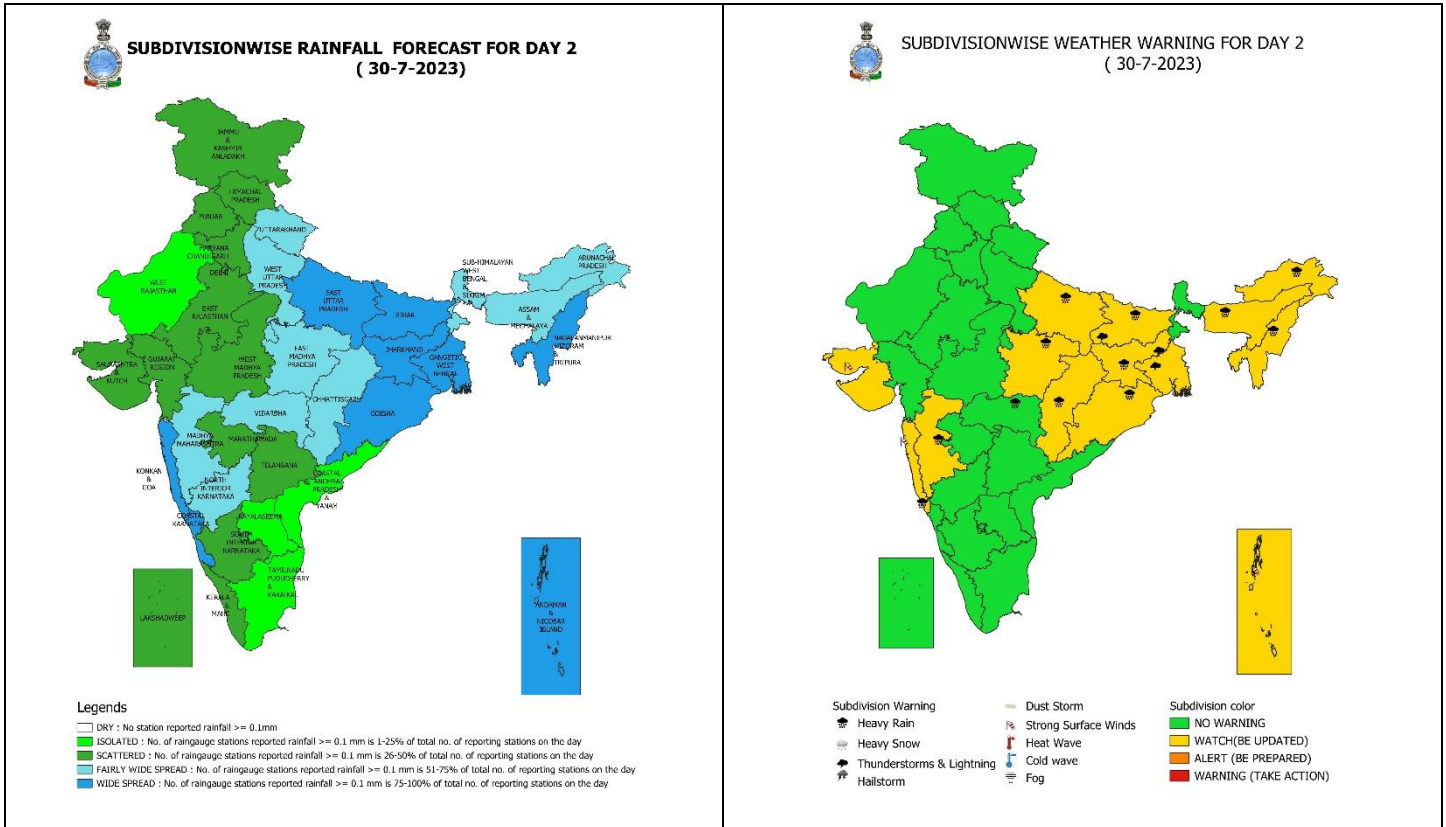 SUBDIVISIONWISE RAINFALL FORECAST FOR DAY 2
( 30-7-2023)
JAMMU
&
KASHMIR
ANLADAKH
HIMACHAL
PRADESH
PUNJAB
UTTARAKHAND
HARYANA
CHANDIGARH
DELHI
WEST
UTTAR
PRADESH
WEST
RAJASTHAN
EAST
RAJASTHAN
EAST
UTTAR
PRADESH
BIHAR
SUB-HIMALAYAN
WEST
BENGAL
&
SIKKIM
ARUNACHAL
PRADESH
ASSAM
&
MEGHALAYA
NAGALANMANIPUR
MIZORAM
&
TRIPURA
SAURASHTRA
&
KUTCH
GUJARAT
REGION
WEST
MADHYA
PRADESH
EAST
MADHYA
PRADESH
JHARKHAND
GANGETIC
WEST
BENGAL
CHHATTISGARH
ODISHA
VIDARBHA
MADHYA
MAHARASHTRA
MARATHAWADA
TELANGANA
KONKAN
&
GOA
NORTH
INTERIOR
KARNATAKA
COASTAL
ANDHRA
PRADESH
&
YANAM
COASTAL
KARNATAKA
RAYALASEEMA
SOUTH
INTERIOR
KARNATAKA
TAMILNADU
PUDUCHERRY
&
KARAIKAL
KERALA
&
MAHE
LAKSHADWEEP
ANDAMAN
&
NICOBAR
ISLAND
Legends
DRY : No station reported rainfall >= 0.1mm
ISOLATED : No. of raingauge stations reported rainfall >= 0.1 mm is 1-25% of total no. of reporting stations on the day
SCATTERED : No. of raingauge stations reported rainfall >= 0.1 mm is 26-50% of total no. of reporting stations on the day
FAIRLY WIDE SPREAD : No. of raingauge stations reported rainfall >= 0.1 mm is 51-75% of total no. of reporting stations on the day
WIDE SPREAD : No. of raingauge stations reported rainfall >= 0.1 mm is 75-100% of total no. of reporting stations on the day
SUBDIVISIONWISE WEATHER WARNING FOR DAY 2
( 30-7-2023)
Subdivision Warning
Heavy Rain
Heavy Snow
Thunderstorms & Lightning
Hailstorm
Dust Storm
Strong Surface Winds
Heat Wave
Cold wave
Fog
Subdivision color
NO WARNING
WATCH(BE UPDATED)
ALERT (BE PREPARED)
WARNING (TAKE ACTION)